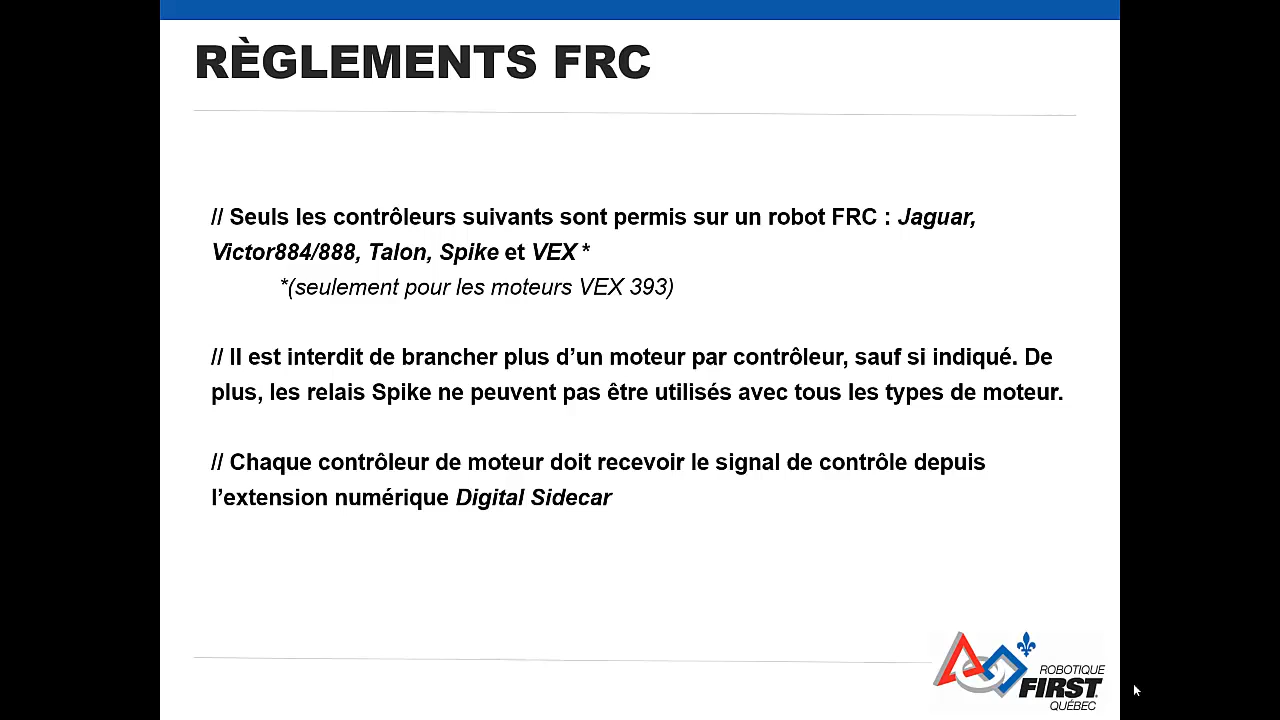 RÈGLEMENTS FRC
// Seuls les contrôleurs suivants sont permis sur un robot FRC : Jaguar,
Victor884/888, Talon, Spike et VEX *
*(seulement pour les moteurs VEX 393)
// Il est interdit de brancher plus d’un moteur par contrôleur, sauf si indiqué. De
plus, les relais Spike ne peuvent pas être utilisés avec tous les types de moteur.
// Chaque contrôleur de moteur doit recevoir le signal de contrôle depuis
l’extension numérique Digital Sidecar
ROBOTIQUE
FIRST
QUÉBEC